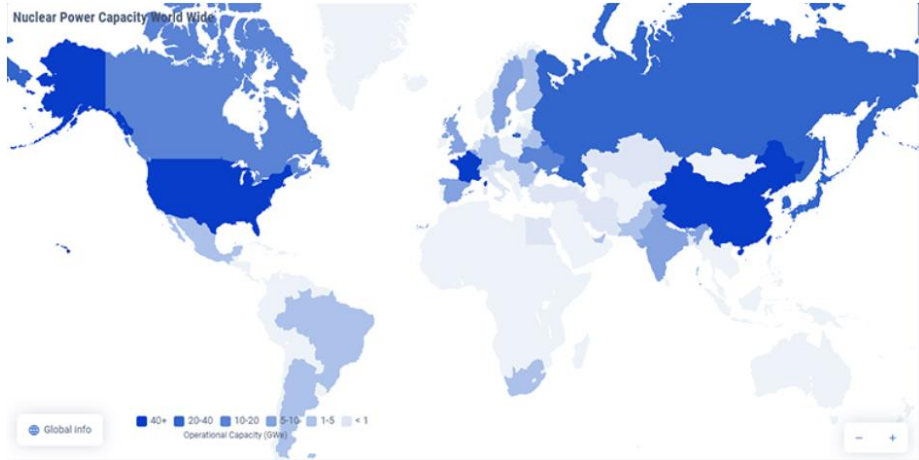 Nuclear Power Capacity World Wide
40+ 20-40 10-20 5-10 1-5 < 1
Operational Capacity (GWe)
Global info
− +